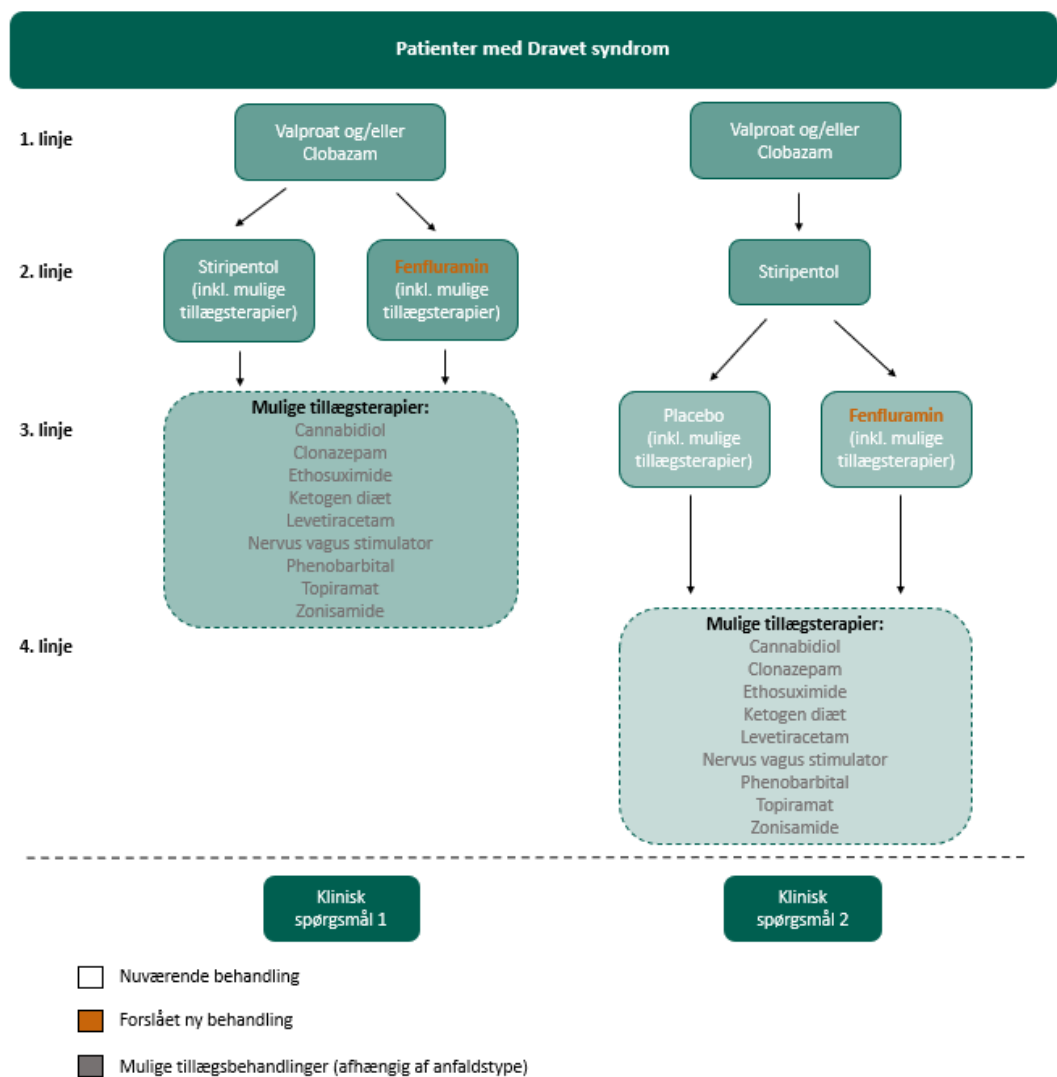 Patienter med Dravet syndrom
1. linje
Valproat og/eller
Clobazam
Valproat og/eller
Clobazam
2. linje
Stiripentol
(inkl. mulige
tillægsterapier)
Fenfluramin
(inkl. mulige
tillægsterapier)
Stiripentol
3. linje
Mulige tillægsterapier:
Cannabidiol
Clonazepam
Ethosuximide
Ketogen diæt
Levetiracetam
Nervus vagus stimulator
Phenobarbital
Topiramat
Zonisamide
Placebo
(inkl. mulige
tillægsterapier)
Fenfluramin
(inkl. mulige
tillægsterapier)
4. linje
Mulige tillægsterapier:
Cannabidiol
Clonazepam
Ethosuximide
Ketogen diæt
Levetiracetam
Nervus vagus stimulator
Phenobarbital
Topiramat
Zonisamide
Klinisk
spørgsmål 1
Klinisk
spørgsmål 2
Nuværende behandling
Forslået ny behandling
Mulige tillægsbehandlinger (afhængig af anfaldstype)